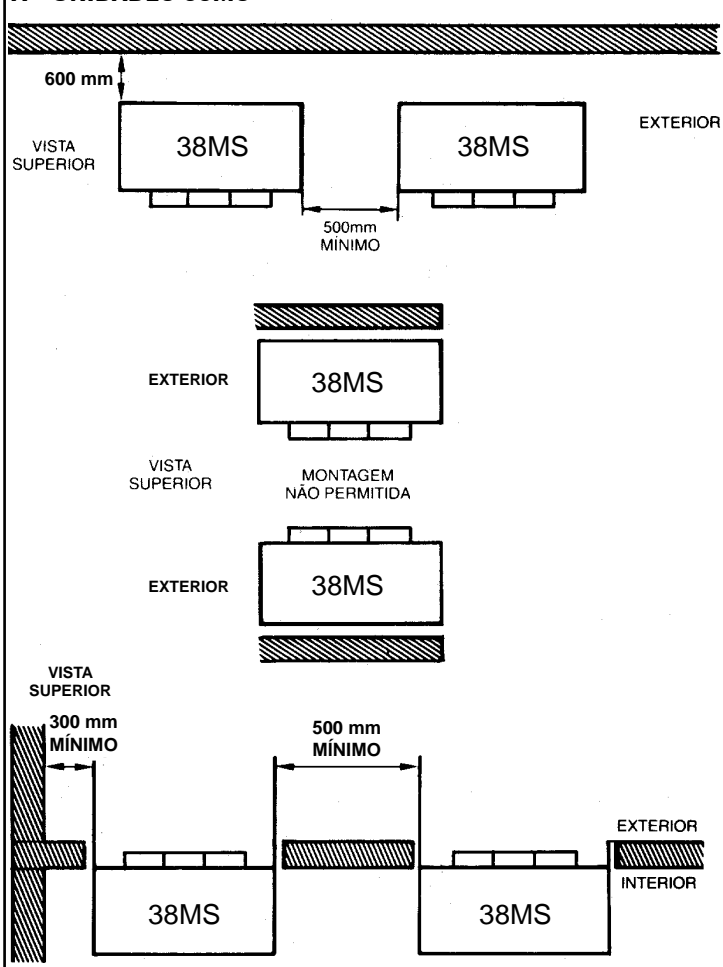 600 mm
VISTA
SUPERIOR
38MS
38MS
EXTERIOR
500mm
MÍNIMO
EXTERIOR
38MS
VISTA
SUPERIOR
MONTAGEM
NÃO PERMITIDA
EXTERIOR
38MS
VISTA
SUPERIOR
300 mm
MÍNIMO
500 mm
MÍNIMO
EXTERIOR
INTERIOR
38MS
38MS